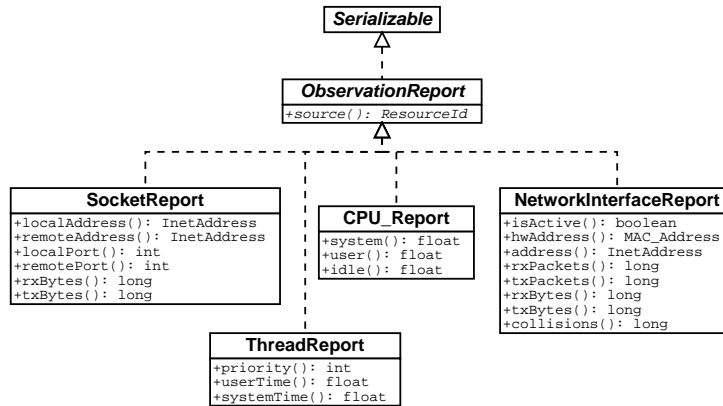 Serializable
ObservationReport
+source(): ResourceId
SocketReport
+localAddress(): InetAddress
+remoteAddress(): InetAddress
+localPort(): int
+remotePort(): int
+rxBytes(): long
+txBytes(): long
CPU_Report
+system(): float
+user(): float
+idle(): float
NetworkInterfaceReport
+isActive(): boolean
+hwAddress(): MAC_Address
+address(): InetAddress
+rxPackets(): long
+txPackets(): long
+rxBytes(): long
+txBytes(): long
+collisions(): long
ThreadReport
+priority(): int
+userTime(): float
+systemTime(): float